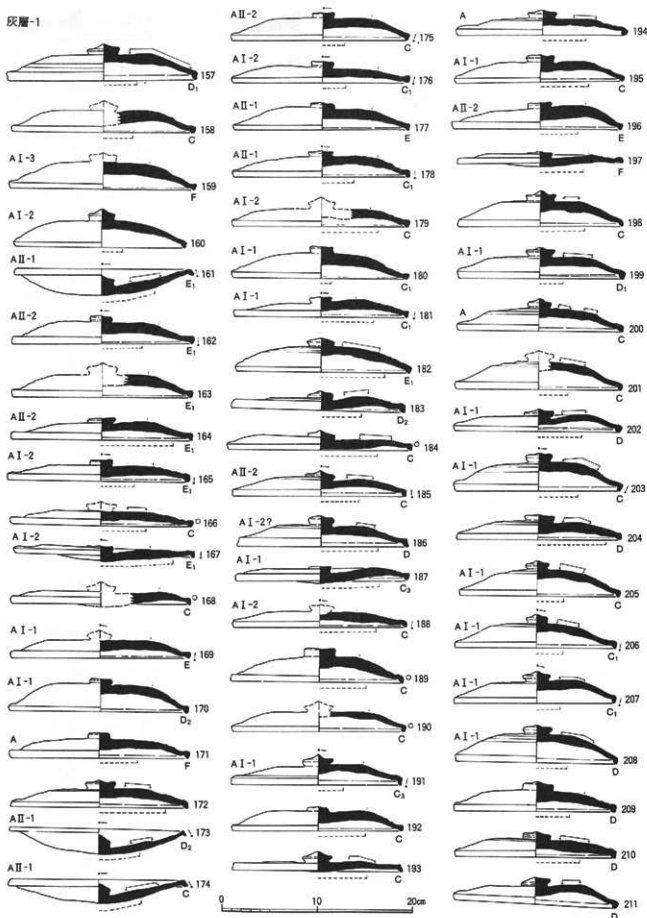 灰層-1
157
D₁
158
C
AⅠ-3
159
F
AⅠ-2
160
AⅡ-1
161
E₁
AⅡ-2
162
E₁
163
E₁
AⅡ-2
164
E₁
AⅠ-2
165
E₁
166
C
AⅠ-2
167
E₁
168
C
AⅠ-1
169
E
AⅠ-1
170
D₂
A
171
F
172
AⅡ-1
173
D₂
AⅡ-1
174
C
AⅡ-2
175
C
AⅠ-2
176
C₁
AⅡ-1
177
E
AⅡ-1
178
C₁
AⅠ-2
179
C
AⅠ-1
180
C₁
AⅠ-1
181
C₁
182
E₁
183
D₂
184
C
AⅡ-2
185
C
AⅠ-2?
186
D
AⅠ-1
187
C₃
AⅠ-2
188
C
189
C
190
C
AⅠ-1
191
C₃
192
C
193
C
0 10 20cm
A
194
AⅠ-1
195
C
AⅡ-2
196
E
197
F
198
C
AⅠ-1
199
D₁
A
200
C
201
C
AⅠ-1
202
D
AⅠ-1
203
C
204
D
AⅠ-1
205
C
AⅠ-1
206
C₁
AⅠ-1
207
C₁
AⅠ-1
208
D
209
D
210
D
211
D